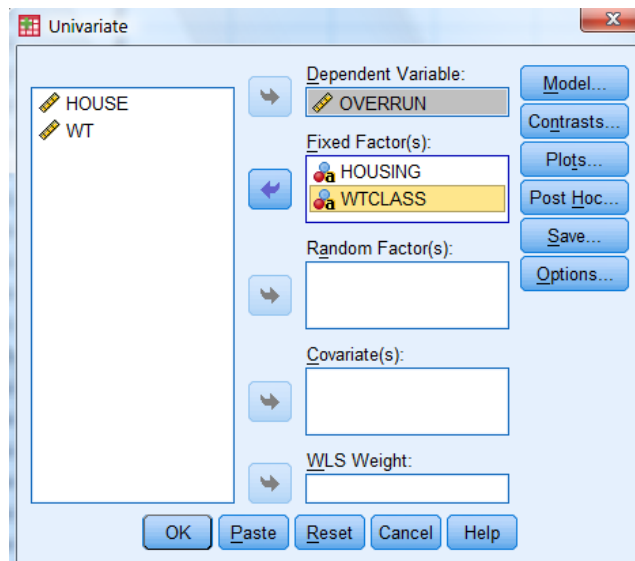 Univariate
HOUSE
WT
Dependent Variable:
OVERRUN
Fixed Factor(s):
HOUSING
WTCLASS
Random Factor(s):
Covariate(s):
WLS Weight:
Model...
Contrasts...
Plots...
Post Hoc...
Save...
Options...
OK Paste Reset Cancel Help